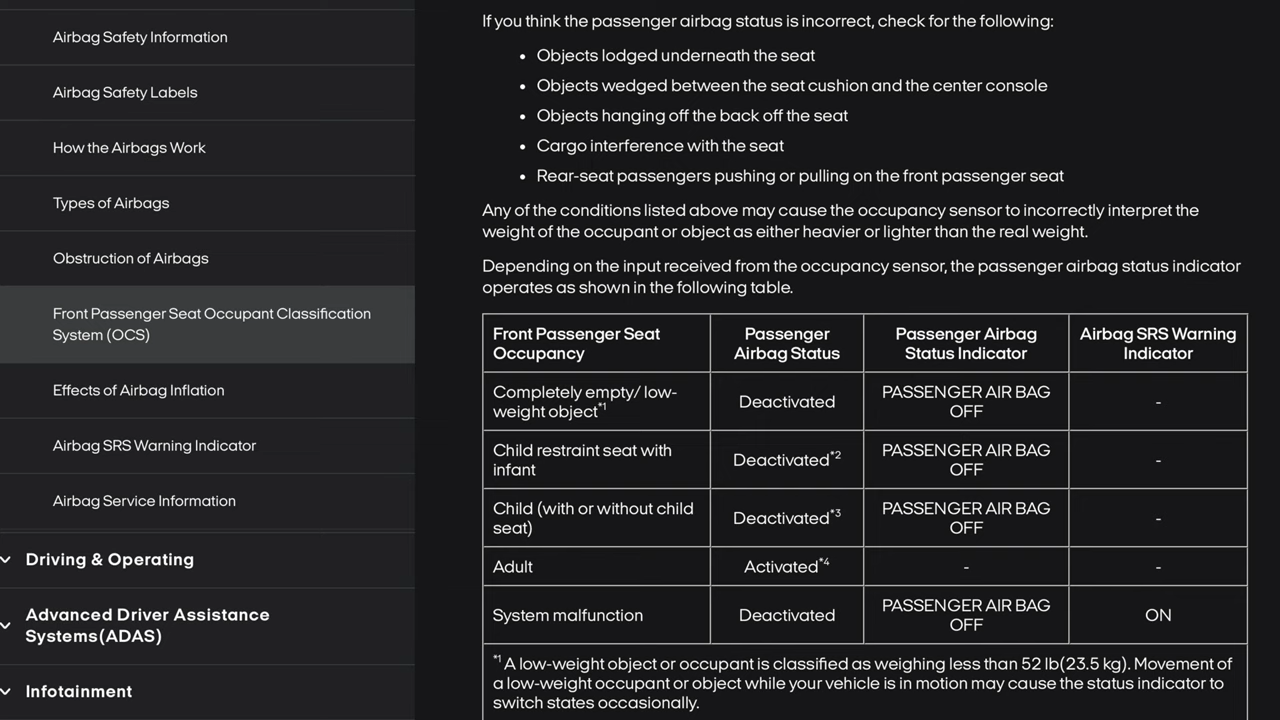 Airbag Safety Information
Airbag Safety Labels
How the Airbags Work
Types of Airbags
Obstruction of Airbags
Front Passenger Seat Occupant Classification
System (OCS)
Effects of Airbag Inflation
Airbag SRS Warning Indicator
Airbag Service Information
Driving & Operating
Advanced Driver Assistance
Systems(ADAS)
Infotainment
If you think the passenger airbag status is incorrect, check for the following:
• Objects lodged underneath the seat
• Objects wedged between the seat cushion and the center console
• Objects hanging off the back off the seat
• Cargo interference with the seat
• Rear-seat passengers pushing or pulling on the front passenger seat
Any of the conditions listed above may cause the occupancy sensor to incorrectly interpret the
weight of the occupant or object as either heavier or lighter than the real weight.
Depending on the input received from the occupancy sensor, the passenger airbag status indicator
operates as shown in the following table.
Front Passenger Seat
Occupancy
Passenger
Airbag Status
Passenger Airbag
Status Indicator
Airbag SRS Warning
Indicator
Completely empty/ low-
weight object*1
Deactivated
PASSENGER AIR BAG
OFF
-
Child restraint seat with
infant
Deactivated*2
PASSENGER AIR BAG
OFF
-
Child (with or without child
seat)
Deactivated*3
PASSENGER AIR BAG
OFF
-
Adult
Activated*4
-
-
System malfunction
Deactivated
PASSENGER AIR BAG
OFF
ON
*1 A low-weight object or occupant is classified as weighing less than 52 lb(23.5 kg). Movement of
a low-weight occupant or object while your vehicle is in motion may cause the status indicator to
switch states occasionally.